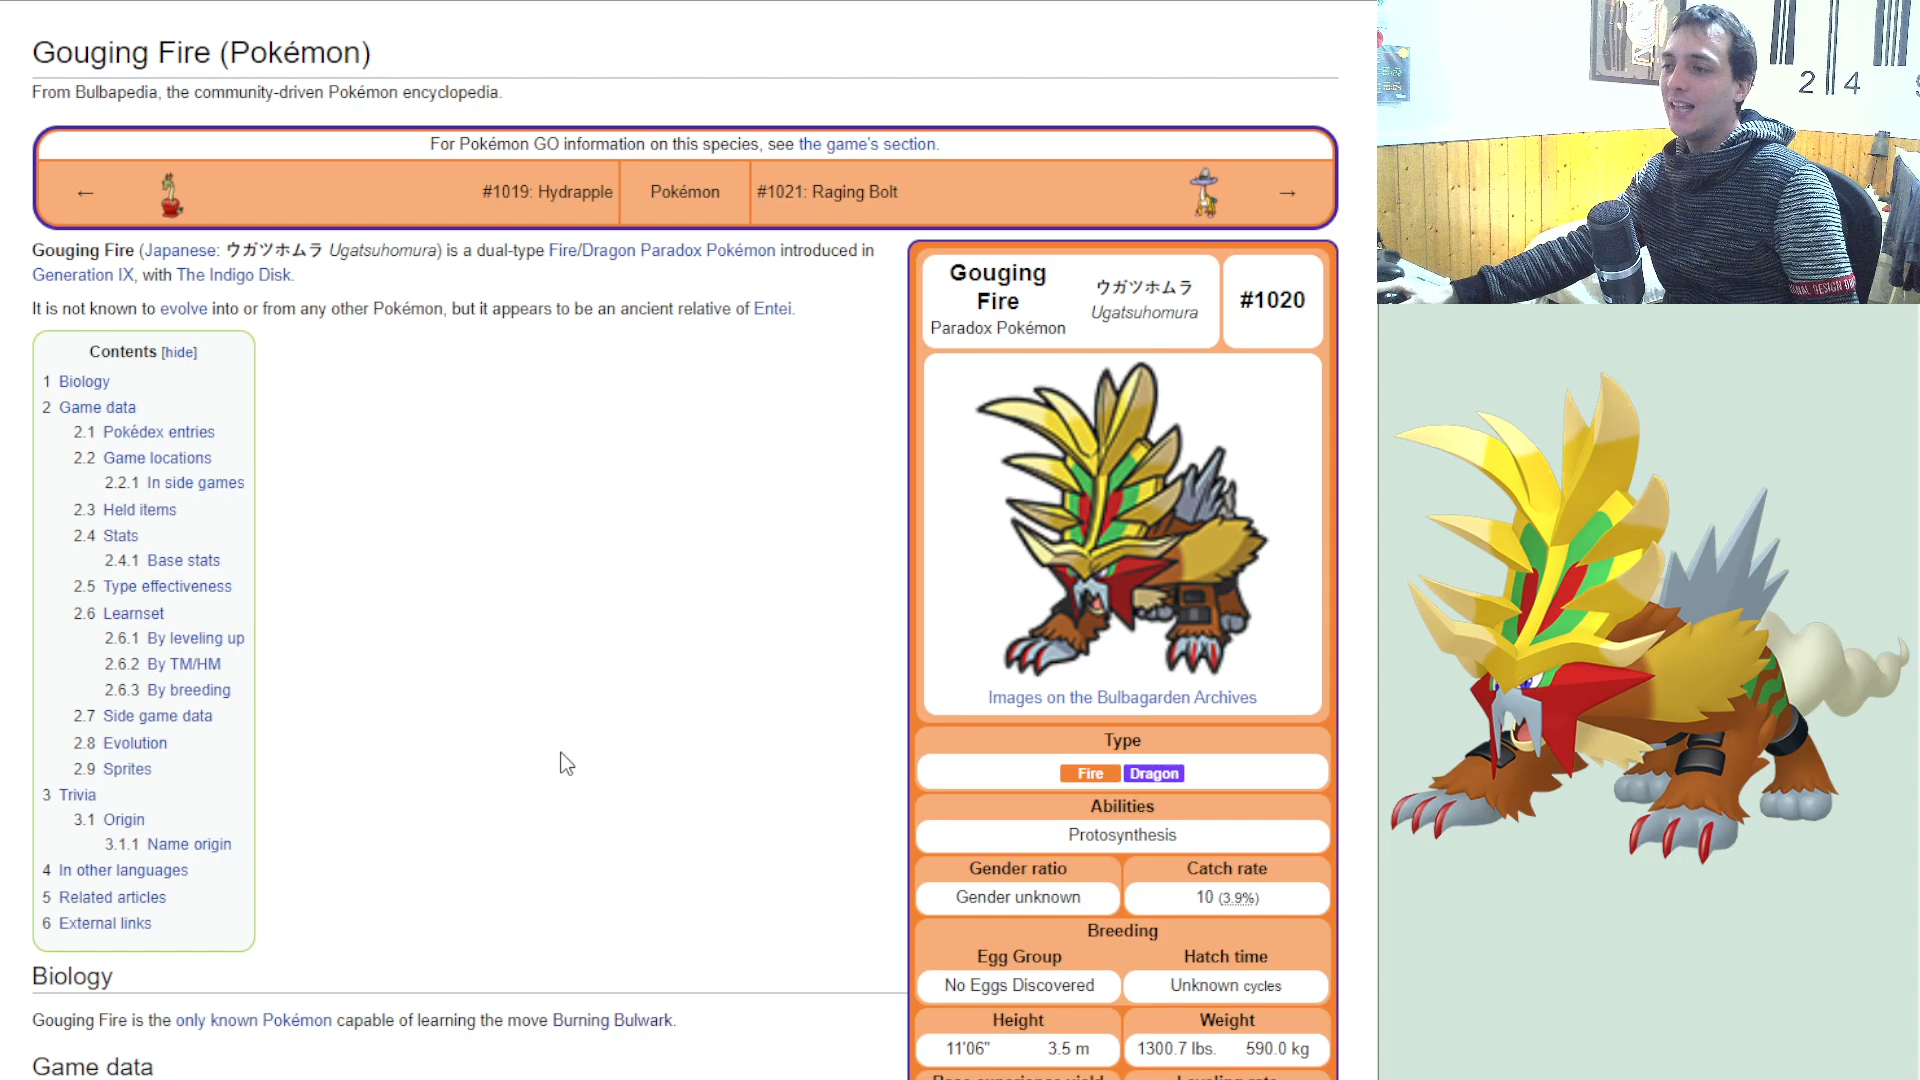 Gouging Fire (Pokémon)
From Bulbapedia, the community-driven Pokémon encyclopedia.
For Pokémon GO information on this species, see the game's section.
← #1019: Hydrapple Pokémon #1021: Raging Bolt →
Gouging Fire (Japanese: ウガツホムラ Ugatsuhomura) is a dual-type Fire/Dragon Paradox Pokémon introduced in
Generation IX, with The Indigo Disk.
It is not known to evolve into or from any other Pokémon, but it appears to be an ancient relative of Entei.
Contents [hide]
1 Biology
2 Game data
2.1 Pokédex entries
2.2 Game locations
2.2.1 In side games
2.3 Held items
2.4 Stats
2.4.1 Base stats
2.5 Type effectiveness
2.6 Learnset
2.6.1 By leveling up
2.6.2 By TM/HM
2.6.3 By breeding
2.7 Side game data
2.8 Evolution
2.9 Sprites
3 Trivia
3.1 Origin
3.1.1 Name origin
4 In other languages
5 Related articles
6 External links
Biology
Gouging Fire is the only known Pokémon capable of learning the move Burning Bulwark.
Game data
Gouging
Fire
Paradox Pokémon
ウガツホムラ
Ugatsuhomura
#1020
Images on the Bulbagarden Archives
Type
Fire Dragon
Abilities
Protosynthesis
Gender ratio Catch rate
Gender unknown 10 (3.9%)
Breeding
Egg Group Hatch time
No Eggs Discovered Unknown cycles
Height Weight
11'06" 3.5 m 1300.7 lbs. 590.0 kg
Base experience yield Leveling rate
2 4